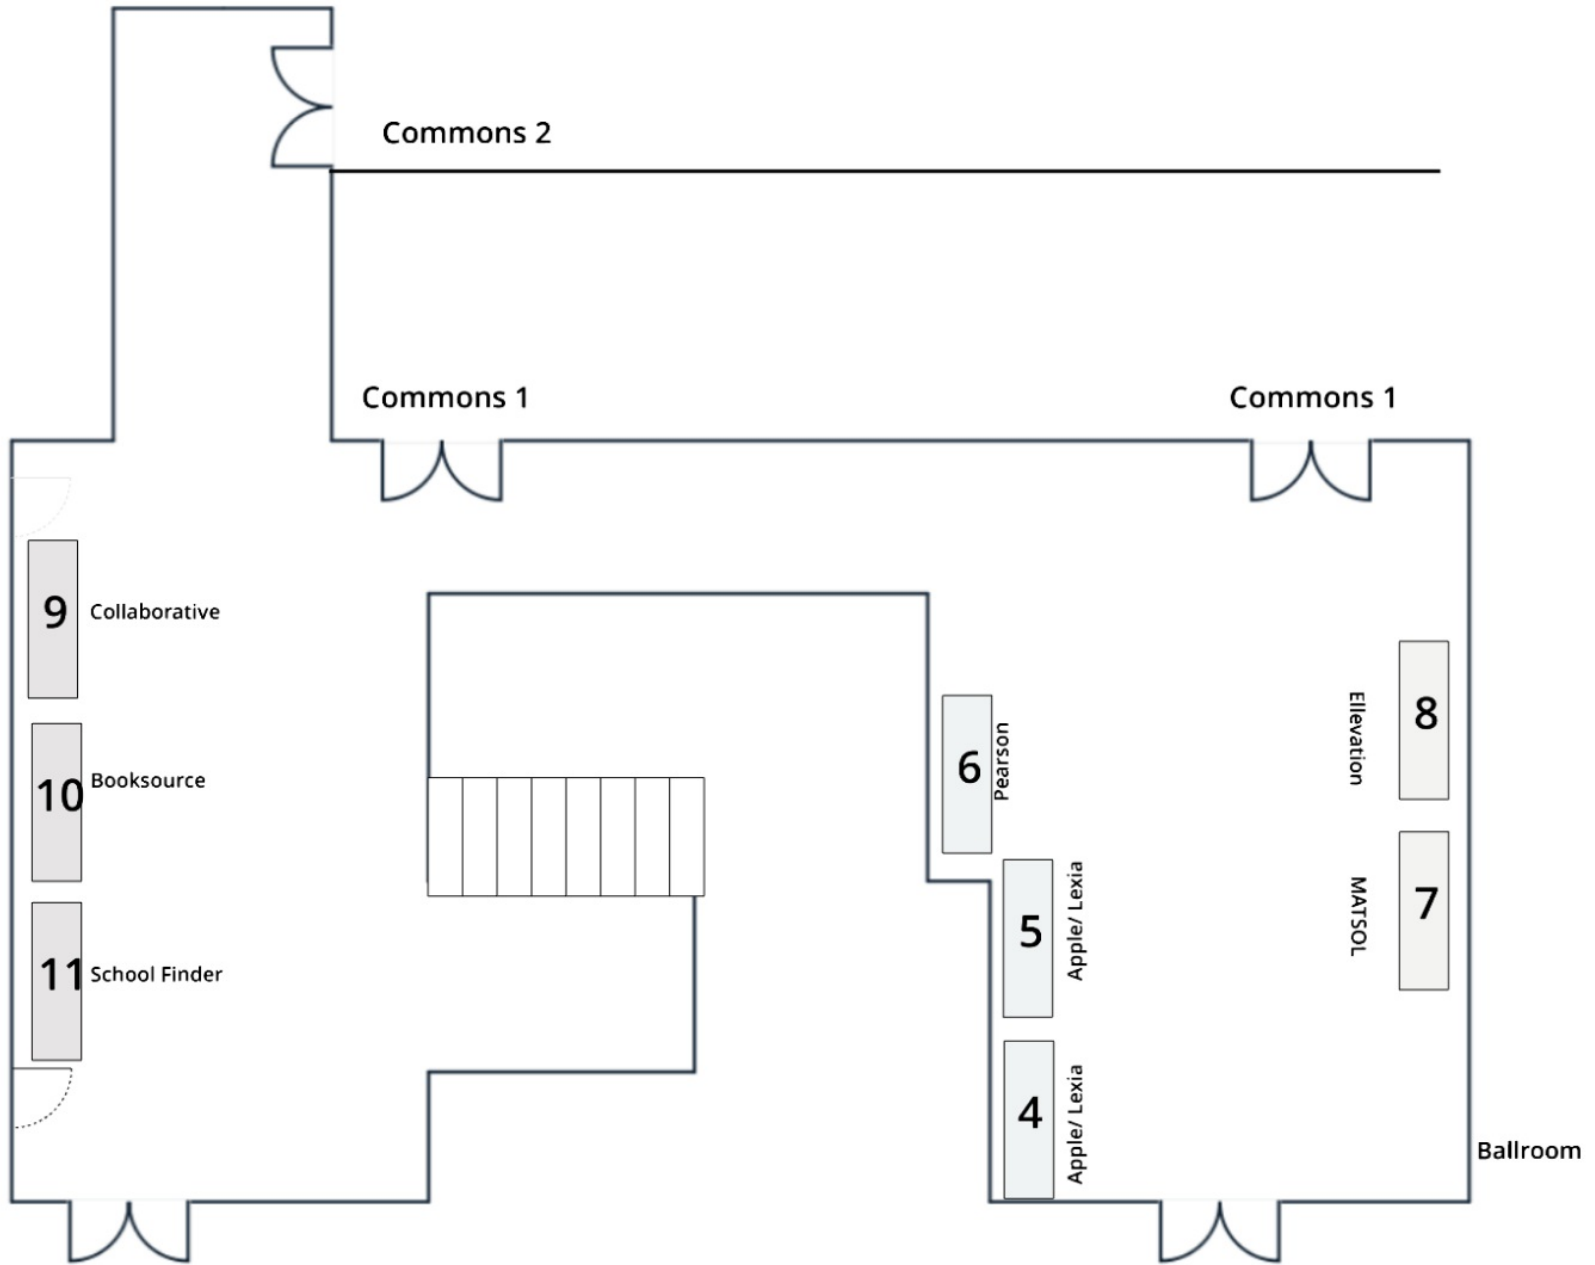 Commons 2
Commons 1
Commons 1
9
Collaborative
10
Booksource
11
School Finder
6
Pearson
5
Apple/ Lexia
4
Apple/ Lexia
8
Ellevation
7
MATSOL
Ballroom